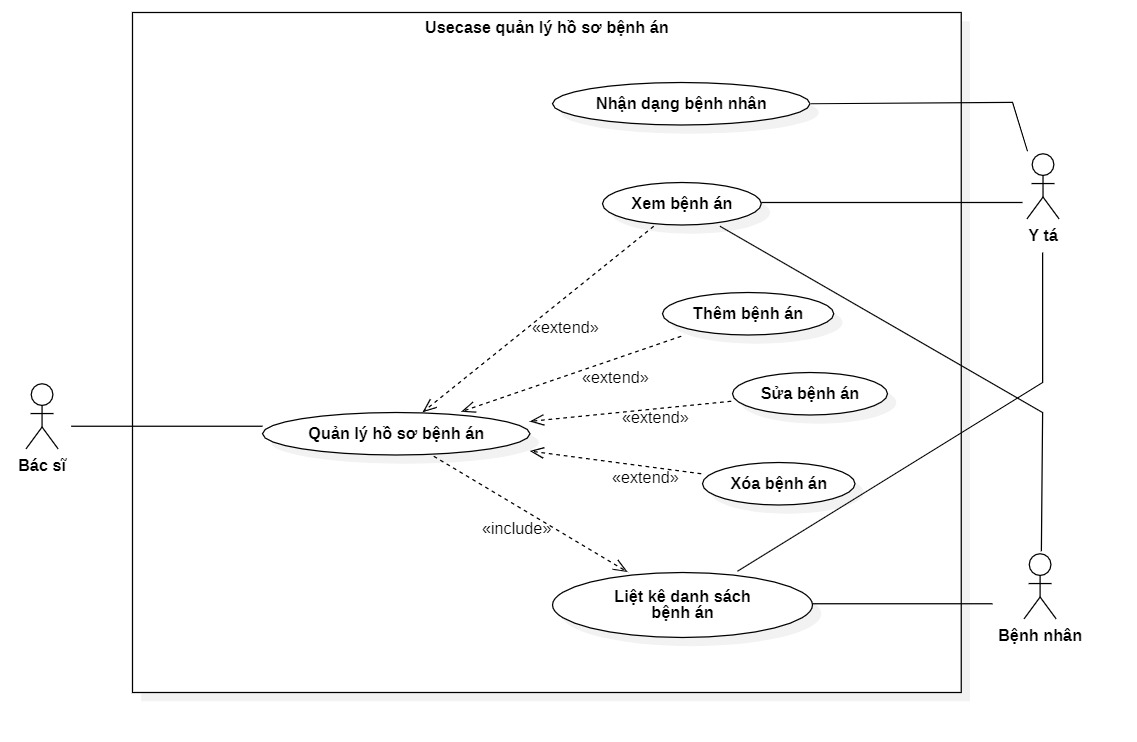 Usecase quản lý hồ sơ bệnh án
Nhận dạng bệnh nhân
Xem bệnh án
Y tá
Thêm bệnh án
«extend»
«extend»
Sửa bệnh án
«extend»
Quản lý hồ sơ bệnh án
Bác sĩ
«extend»
Xóa bệnh án
«include»
Liệt kê danh sách
bệnh án
Bệnh nhân